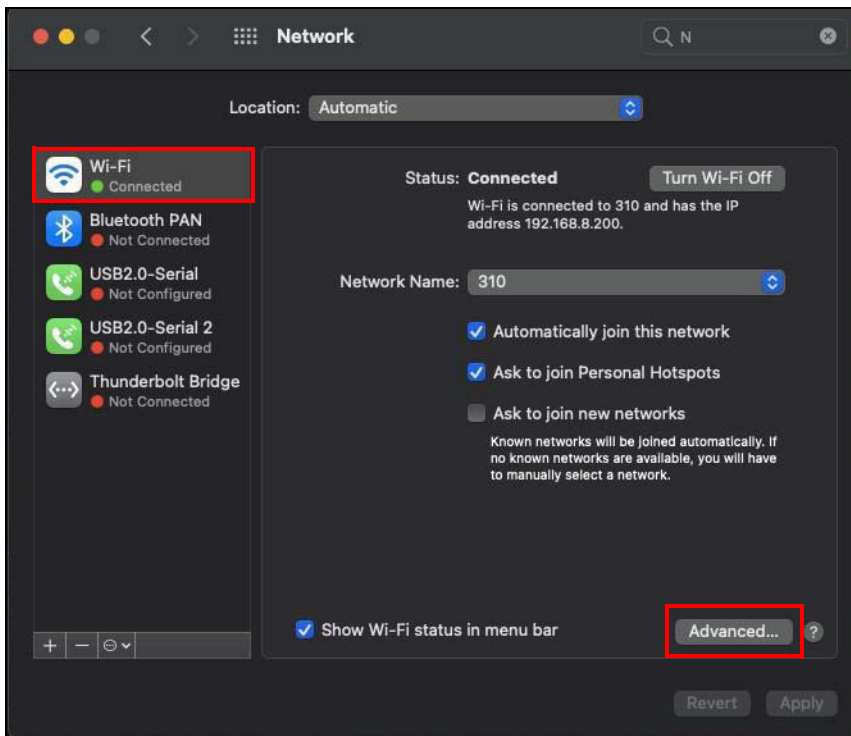 Network
N
Location: Automatic
Wi-Fi
Connected
Bluetooth PAN
Not Connected
USB2.0-Serial
Not Configured
USB2.0-Serial 2
Not Configured
Thunderbolt Bridge
Not Connected
Status: Connected
Turn Wi-Fi Off
Wi-Fi is connected to 310 and has the IP
address 192.168.8.200.
Network Name: 310
Automatically join this network
Ask to join Personal Hotspots
Ask to join new networks
Known networks will be joined automatically. If
no known networks are available, you will have
to manually select a network.
Show Wi-Fi status in menu bar
Advanced...
?
Revert
Apply